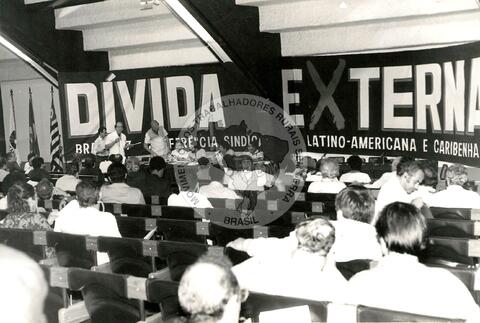 DÍVIDA EXTERNA
LATINO-AMERICANA E CARIBENHA
TRABALHADORES RURAIS
BRASIL